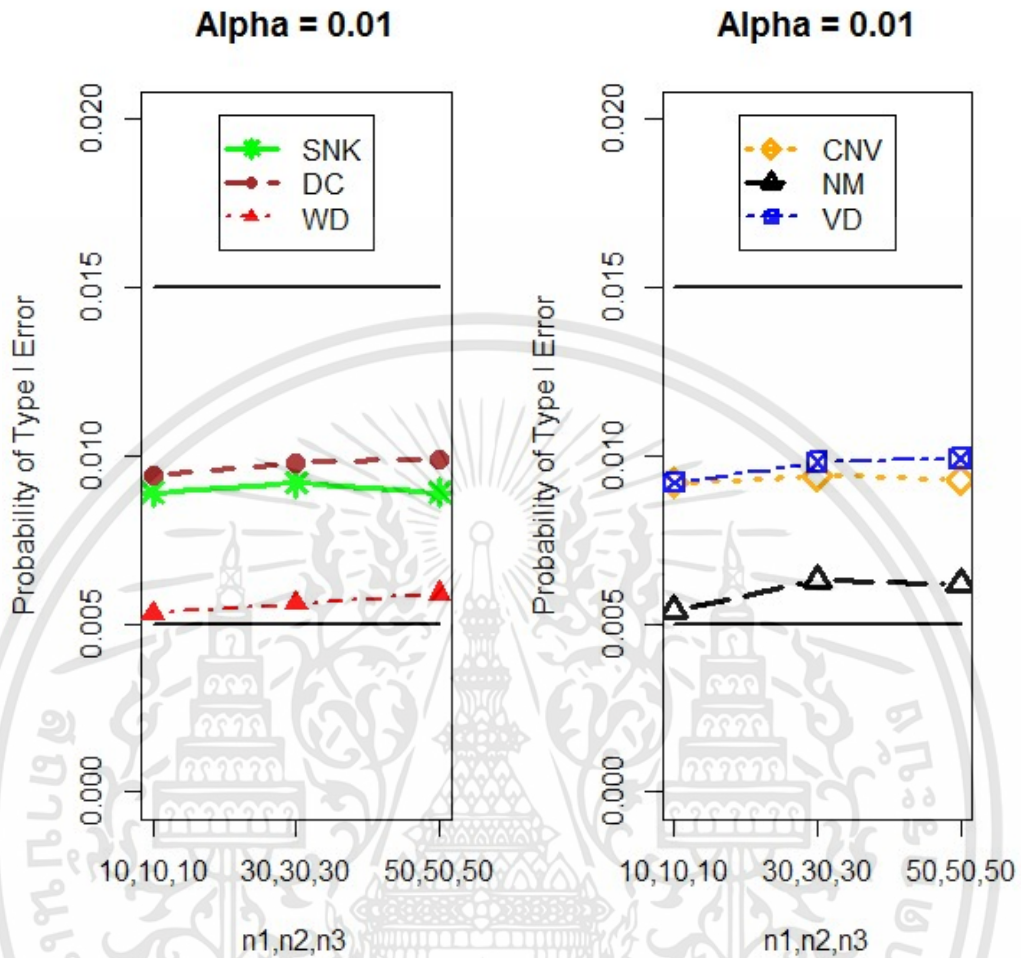 Alpha = 0.01
Probability of Type I Error
0.020
0.015
0.010
0.005
0.000
SNK
DC
WD
10,10,10 30,30,30 50,50,50
n1,n2,n3
Alpha = 0.01
Probability of Type I Error
0.020
0.015
0.010
0.005
0.000
CNV
NM
VD
10,10,10 30,30,30 50,50,50
n1,n2,n3